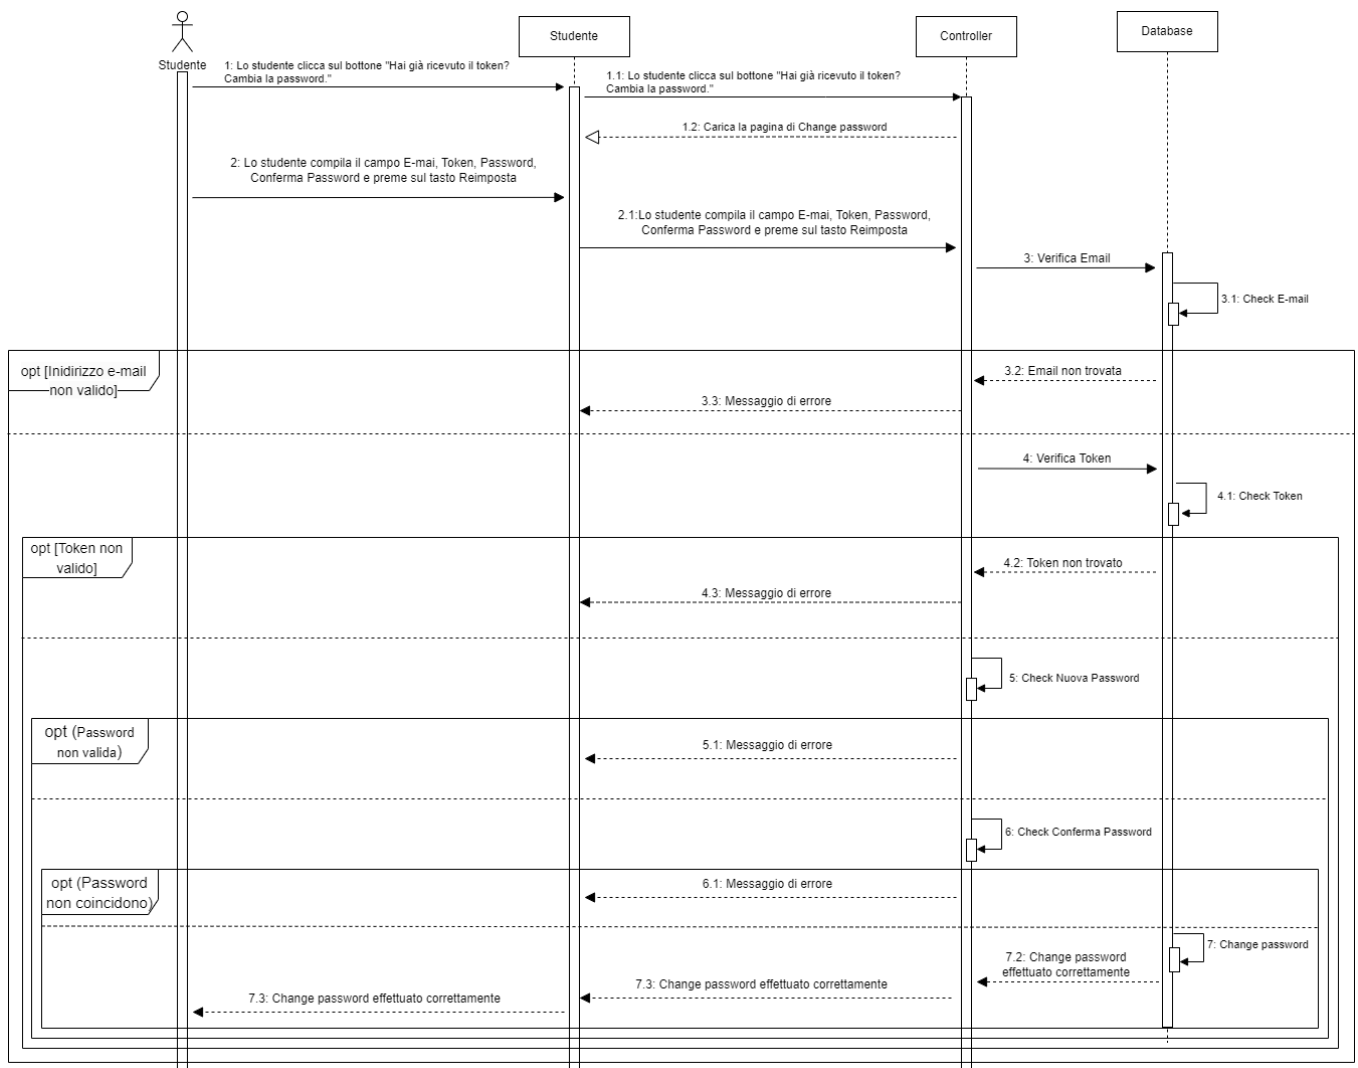 Studente
Studente
Controller
Database
1: Lo studente clicca sul bottone "Hai già ricevuto il token?
Cambia la password."
1.1: Lo studente clicca sul bottone "Hai già ricevuto il token?
Cambia la password."
1.2: Carica la pagina di Change password
2: Lo studente compila il campo E-mai, Token, Password,
Conferma Password e preme sul tasto Reimposta
2.1:Lo studente compila il campo E-mai, Token, Password,
Conferma Password e preme sul tasto Reimposta
3: Verifica Email
3.1: Check E-mail
opt [Inidirizzo e-mail
non valido]
3.2: Email non trovata
3.3: Messaggio di errore
4: Verifica Token
4.1: Check Token
opt [Token non
valido]
4.2: Token non trovato
4.3: Messaggio di errore
5: Check Nuova Password
opt (Password
non valida)
5.1: Messaggio di errore
6: Check Conferma Password
opt (Password
non coincidono)
6.1: Messaggio di errore
7: Change password
7.2: Change password
effettuato correttamente
7.3: Change password effettuato correttamente
7.3: Change password effettuato correttamente